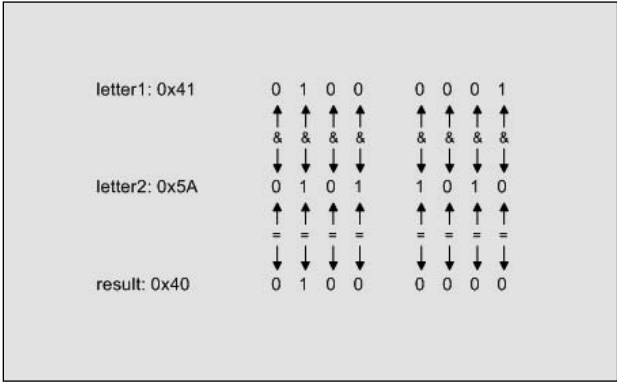 letter1: 0x41 0 1 0 0 0 0 0 1
& & & & & & & &
letter2: 0x5A 0 1 0 1 1 0 1 0
= = = = = = = =
result: 0x40 0 1 0 0 0 0 0 0